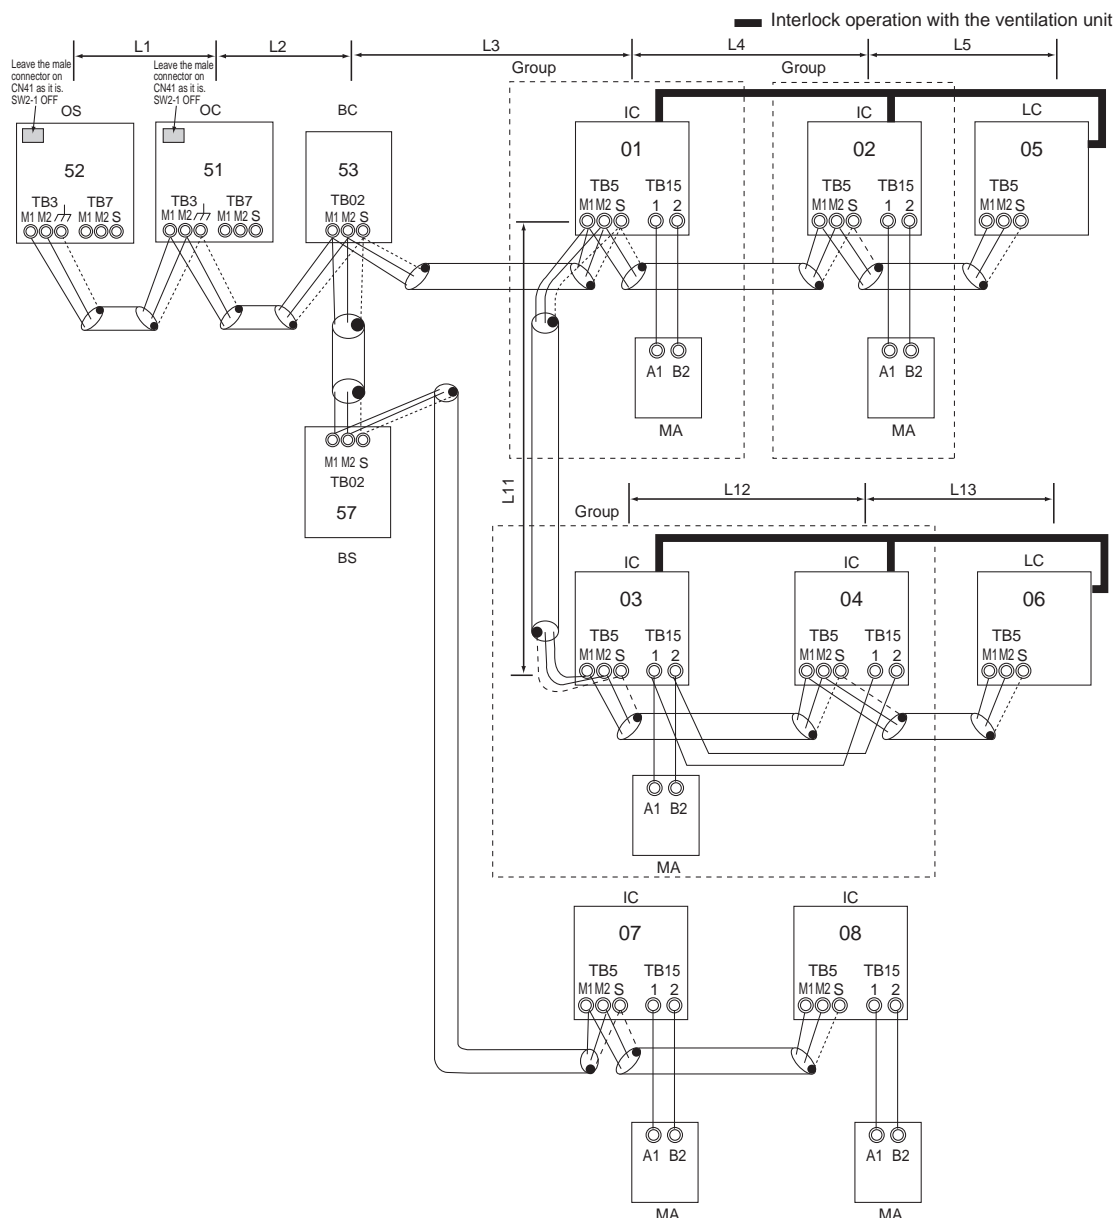 Interlock operation with the ventilation unit
L1
L2
L3
L4
L5
Leave the male
connector on
CN41 as it is.
SW2-1 OFF
Leave the male
connector on
CN41 as it is.
SW2-1 OFF
Group
Group
OS
OC
BC
IC
IC
LC
52
51
53
01
02
05
TB3
TB7
TB3
TB7
TB02
TB5
TB15
TB5
TB15
TB5
M1 M2
M1 M2 S
M1 M2
M1 M2 S
M1 M2 S
M1 M2 S
1 2
M1 M2 S
1 2
M1 M2 S
A1 B2
A1 B2
MA
MA
M1 M2 S
TB02
57
BS
L11
L12
L13
Group
IC
IC
LC
03
04
06
TB5
TB15
TB5
TB15
TB5
M1 M2 S
1 2
M1 M2 S
1 2
M1 M2 S
A1 B2
MA
IC
IC
07
08
TB5
TB15
TB5
TB15
M1 M2 S
1 2
M1 M2 S
1 2
A1 B2
A1 B2
MA
MA